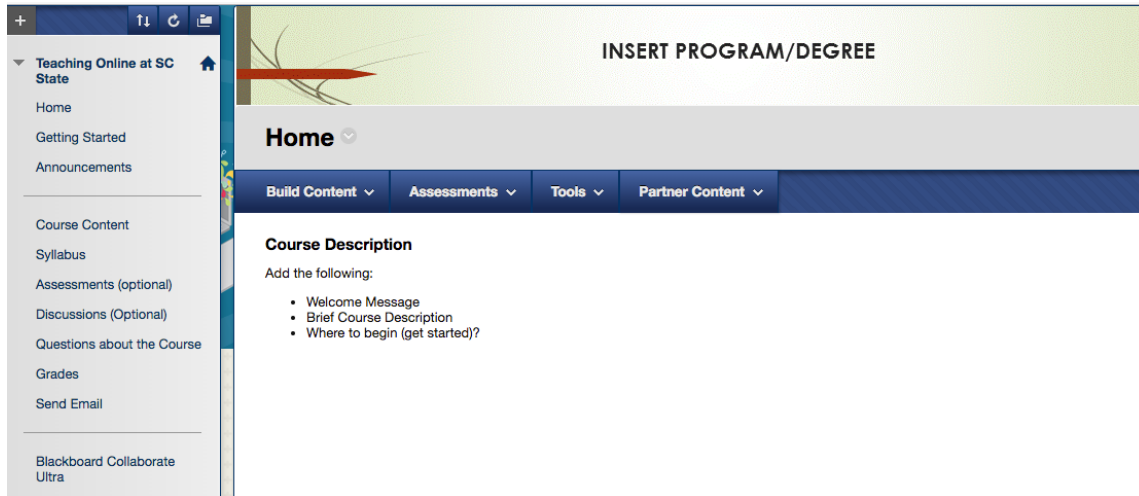 Teaching Online at SC
State
Home
Getting Started
Announcements
Course Content
Syllabus
Assessments (optional)
Discussions (Optional)
Questions about the Course
Grades
Send Email
Blackboard Collaborate
Ultra
INSERT PROGRAM/DEGREE
Home
Build Content
Assessments
Tools
Partner Content
Course Description
Add the following:
• Welcome Message
• Brief Course Description
• Where to begin (get started)?